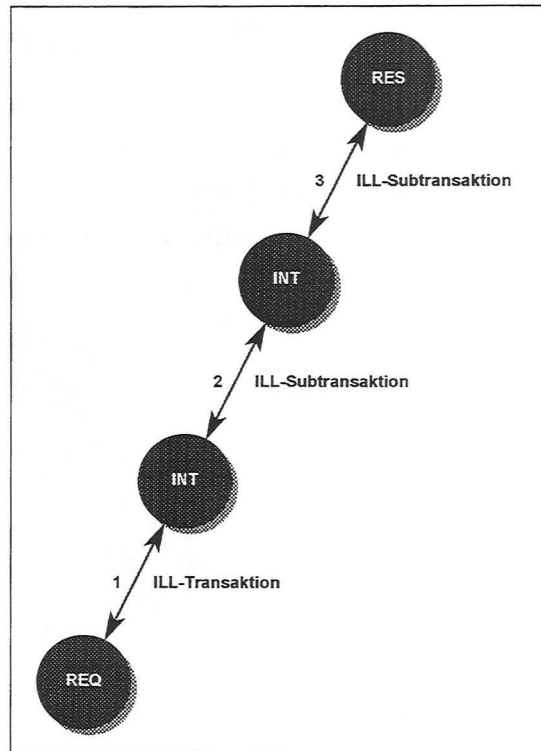 RES
3 ILL-Subtransaktion
INT
2 ILL-Subtransaktion
INT
1 ILL-Transaktion
REQ